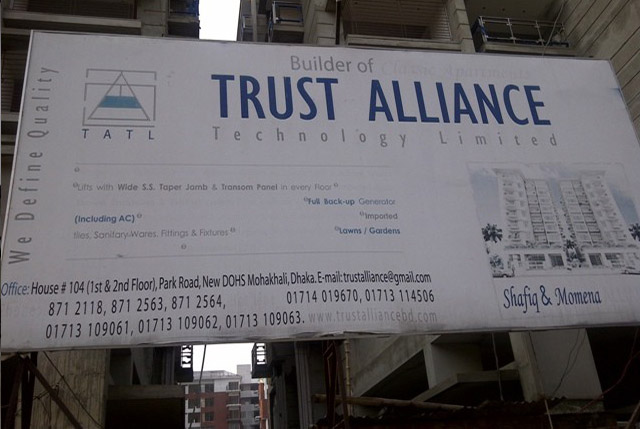 We Define Quality
TATL
Builder of
TRUST ALLIANCE
Technology Limited
Lifts with Wide S.S. Taper Jamb & Transom Panel in every Floor
Full Back-up Generator
(Including AC)
Imported
Tiles, Sanitary-Wares, Fittings & Fixtures
Lawns / Gardens
Office: House # 104 (1st & 2nd Floor), Park Road, New DOHS Mohakhali, Dhaka. E-mail: trustalliance@gmail.com
871 2118, 871 2563, 871 2564, 01714 019670, 01713 114506
01713 109061, 01713 109062, 01713 109063. www.trustalliancebd.com
Shafiq & Momena